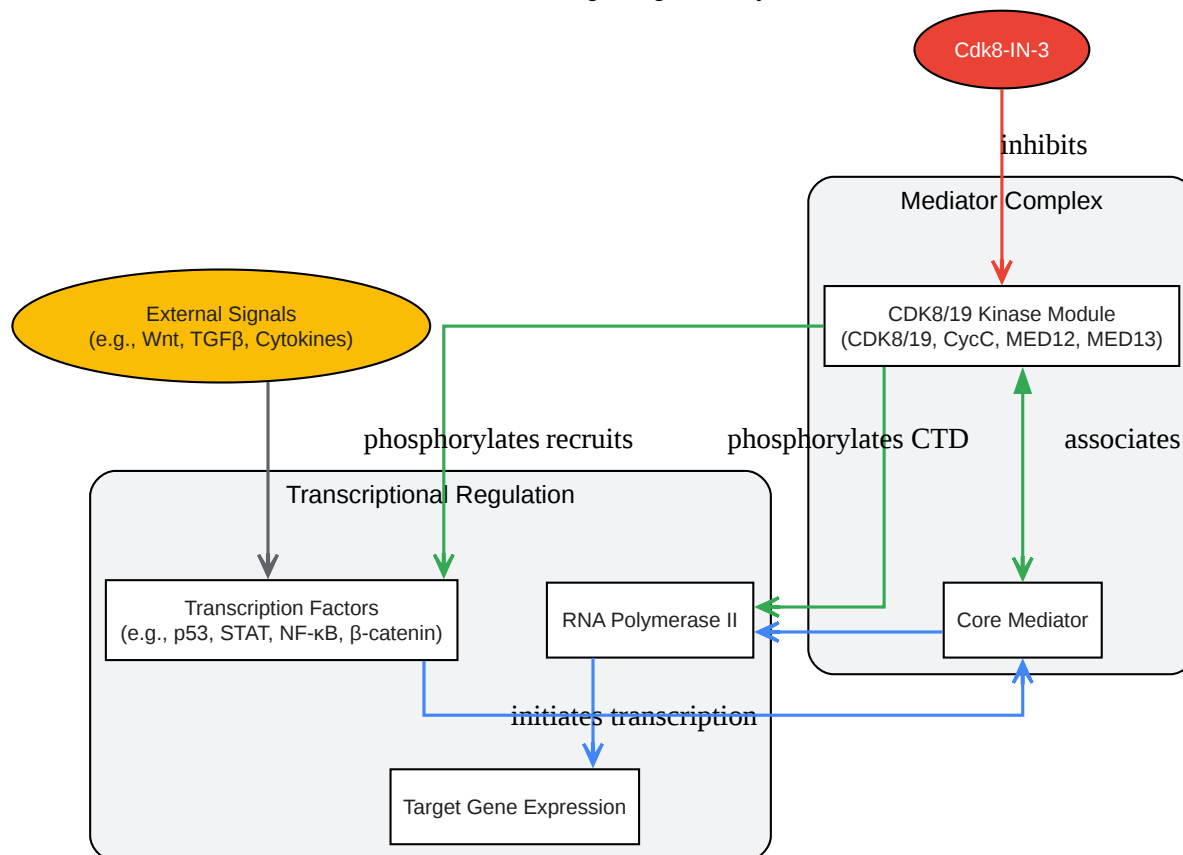 Cdk8-IN-3
inhibits
Mediator Complex
External Signals
(e.g., Wnt, TGFβ, Cytokines)
CDK8/19 Kinase Module
(CDK8/19, CycC, MED12, MED13)
phosphorylates recruits
phosphorylates CTD
associates
Transcriptional Regulation
Transcription Factors
(e.g., p53, STAT, NF-κB, β-catenin)
RNA Polymerase II
Core Mediator
initiates transcription
Target Gene Expression